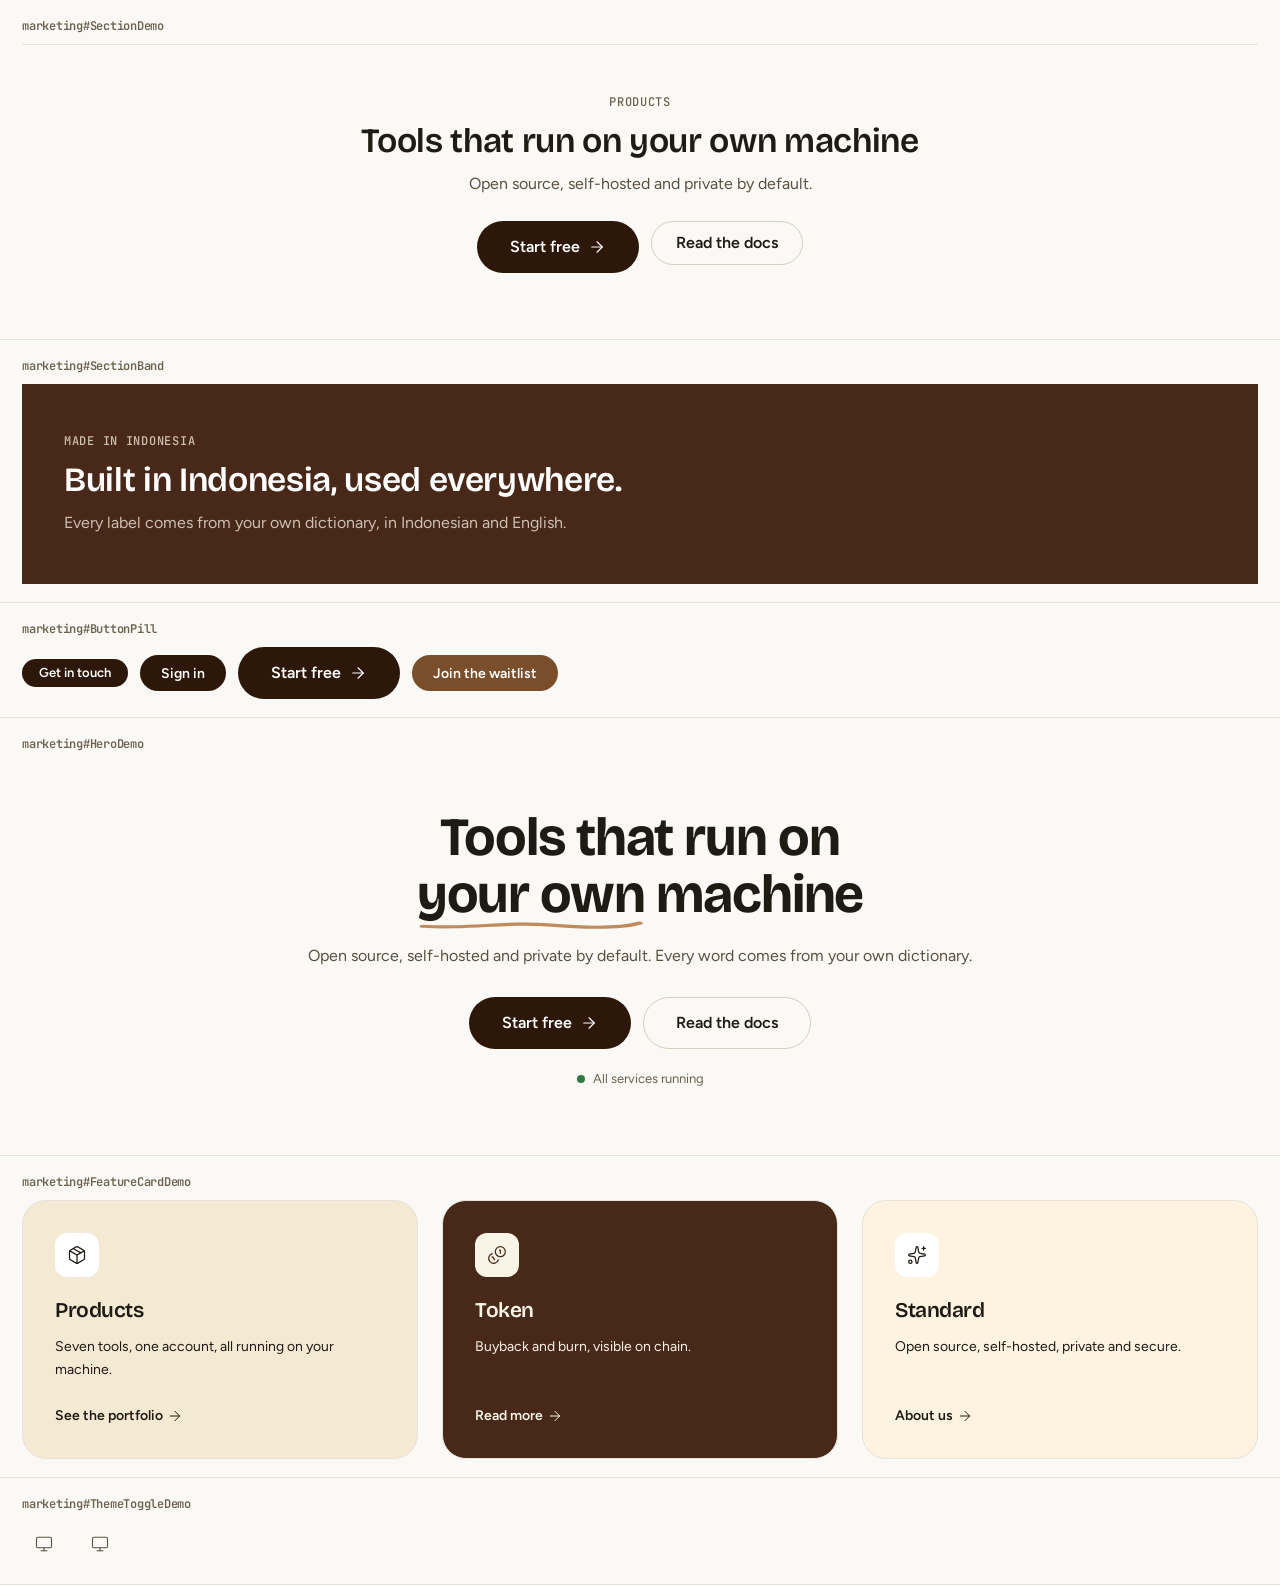 marketing#SectionDemo
PRODUCTS
Tools that run on your own machine
Open source, self-hosted and private by default.
Start free
Read the docs
marketing#SectionBand
MADE IN INDONESIA
Built in Indonesia, used everywhere.
Every label comes from your own dictionary, in Indonesian and English.
marketing#ButtonPill
Get in touch
Sign in
Start free
Join the waitlist
marketing#HeroDemo
Tools that run on
your own machine
Open source, self-hosted and private by default. Every word comes from your own dictionary.
Start free
Read the docs
All services running
marketing#FeatureCardDemo
Products
Seven tools, one account, all running on your
machine.
See the portfolio
Token
Buyback and burn, visible on chain.
Read more
Standard
Open source, self-hosted, private and secure.
About us
marketing#ThemeToggleDemo